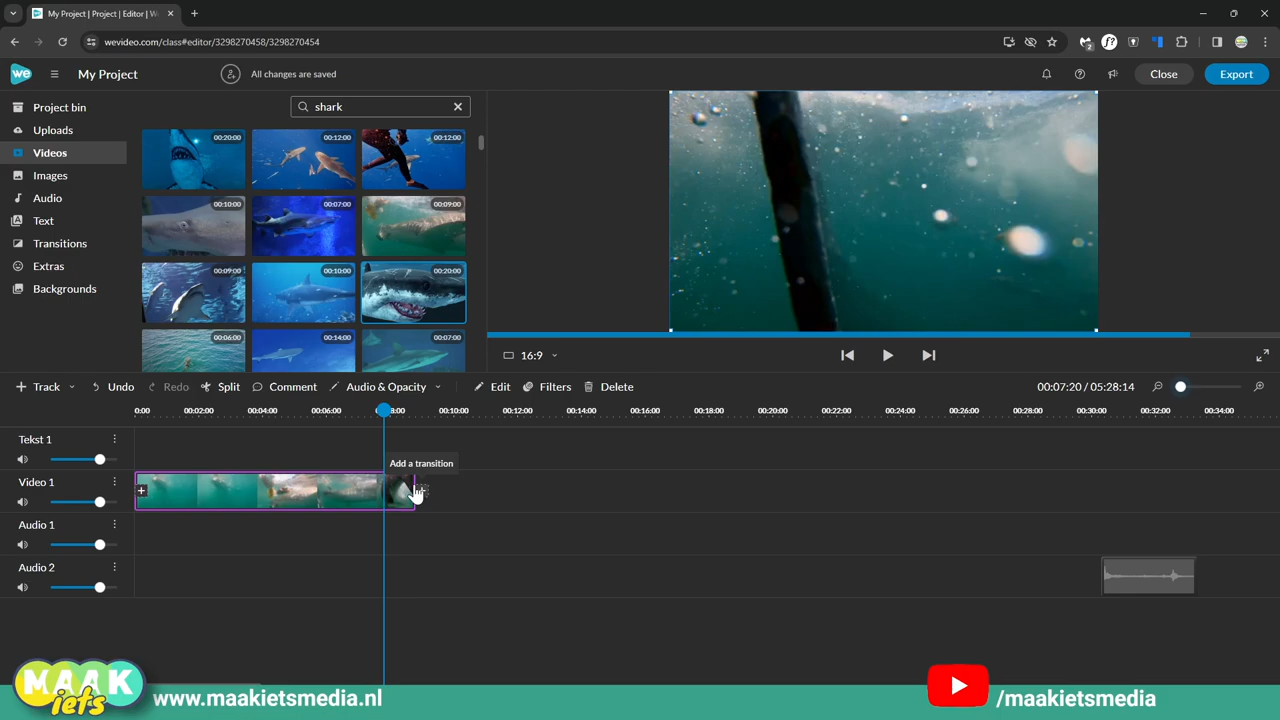 My Project | Project | Editor | W
wevideo.com/class#editor/3298270458/3298270454
2
we
My Project
All changes are saved
Close
Export
Project bin
Uploads
Videos
Images
Audio
Text
Transitions
Extras
Backgrounds
shark
00:20:00
00:12:00
00:12:00
00:10:00
00:07:00
00:09:00
00:09:00
00:10:00
00:20:00
00:06:00
00:14:00
00:07:00
16:9
Track
Undo
Redo
Split
Comment
Audio & Opacity
Edit
Filters
Delete
00:07:20 / 05:28:14
0:00 00:02:00 00:04:00 00:06:00 00:10:00 00:12:00 00:14:00 00:16:00 00:18:00 00:20:00 00:22:00 00:24:00 00:26:00 00:28:00 00:30:00 00:32:00 00:34:00
Tekst 1
Add a transition
Video 1
Audio 1
Audio 2
MAAK
iets
www.maakietsmedia.nl
/maakietsmedia